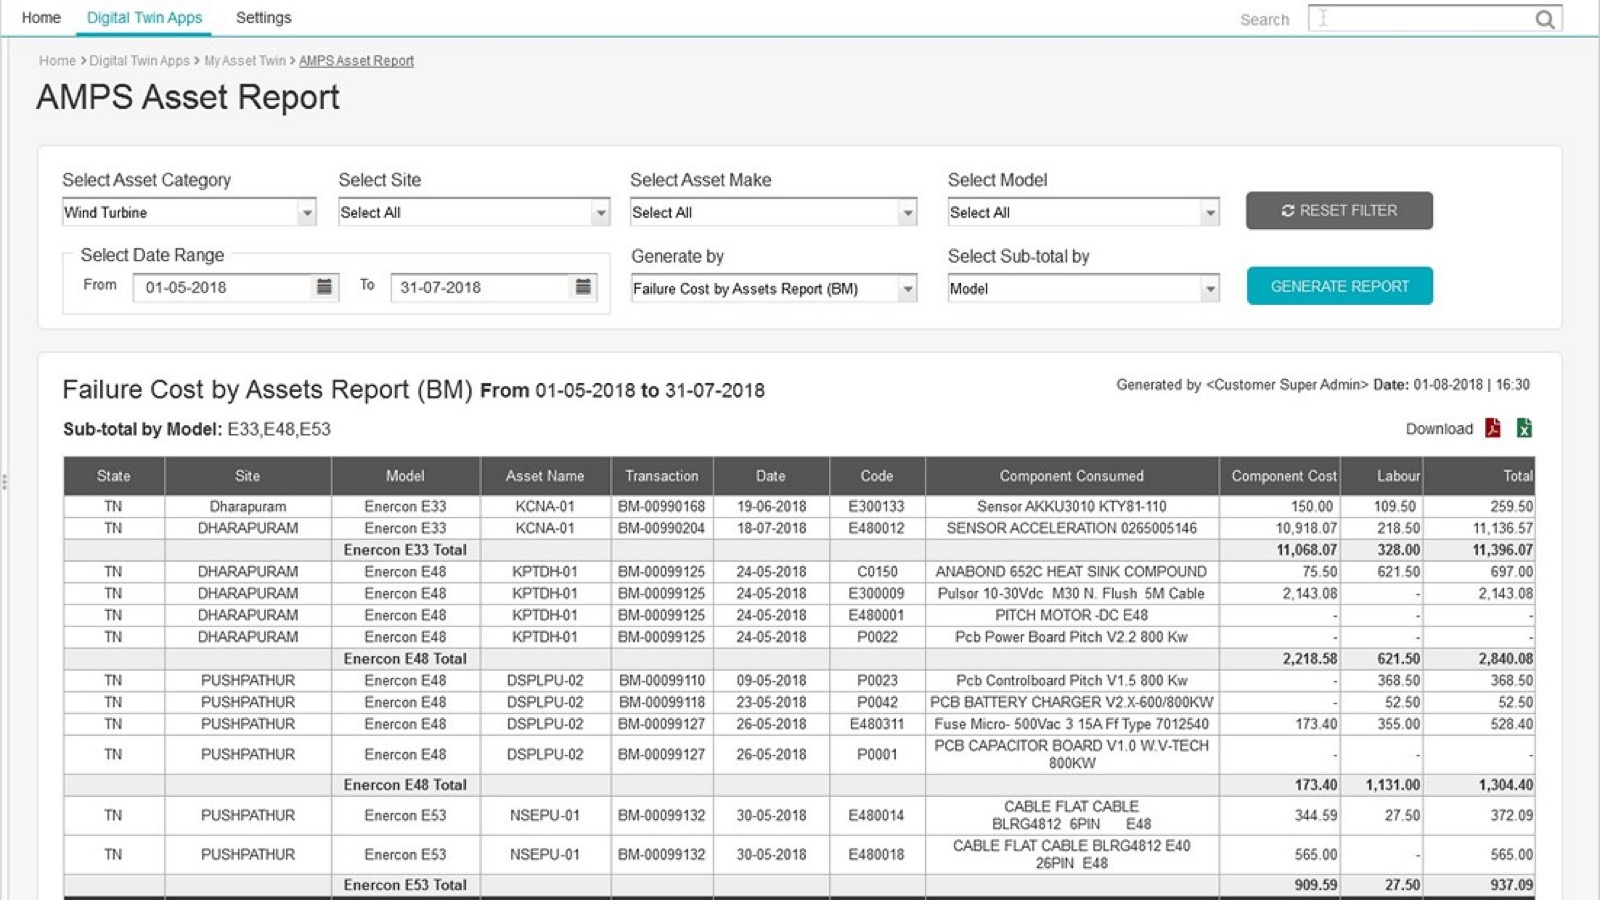 Home Digital Twin Apps Settings Search
Home > Digital Twin Apps > My Asset Twin > AMPS Asset Report
AMPS Asset Report
Select Asset Category Select Site Select Asset Make Select Model
Wind Turbine Select All Select All Select All RESET FILTER
Select Date Range Generate by Select Sub-total by
From 01-05-2018 To 31-07-2018 Failure Cost by Assets Report (BM) Model GENERATE REPORT
Failure Cost by Assets Report (BM) From 01-05-2018 to 31-07-2018 Generated by <Customer Super Admin> Date: 01-08-2018 | 16:30
Sub-total by Model: E33,E48,E53 Download
State Site Model Asset Name Transaction Date Code Component Consumed Component Cost Labour Total
TN Dharapuram Enercon E33 KCNA-01 BM-00990168 19-06-2018 E300133 Sensor AKKU3010 KTY81-110 150.00 109.50 259.50
TN DHARAPURAM Enercon E33 KCNA-01 BM-00990204 18-07-2018 E480012 SENSOR ACCELERATION 0265005146 10,918.07 218.50 11,136.57
Enercon E33 Total 11,068.07 328.00 11,396.07
TN DHARAPURAM Enercon E48 KPTDH-01 BM-00099125 24-05-2018 C0150 ANABOND 652C HEAT SINK COMPOUND 75.50 621.50 697.00
TN DHARAPURAM Enercon E48 KPTDH-01 BM-00099125 24-05-2018 E300009 Pulsor 10-30Vdc M30 N. Flush 5M Cable 2,143.08 - 2,143.08
TN DHARAPURAM Enercon E48 KPTDH-01 BM-00099125 24-05-2018 E480001 PITCH MOTOR -DC E48 - - -
TN DHARAPURAM Enercon E48 KPTDH-01 BM-00099125 24-05-2018 P0022 Pcb Power Board Pitch V2.2 800 Kw - - -
Enercon E48 Total 2,218.58 621.50 2,840.08
TN PUSHPATHUR Enercon E48 DSPLPU-02 BM-00099110 09-05-2018 P0023 Pcb Controlboard Pitch V1.5 800 Kw - 368.50 368.50
TN PUSHPATHUR Enercon E48 DSPLPU-02 BM-00099118 23-05-2018 P0042 PCB BATTERY CHARGER V2.X-600/800KW - 52.50 52.50
TN PUSHPATHUR Enercon E48 DSPLPU-02 BM-00099127 26-05-2018 E480311 Fuse Micro- 500Vac 3 15A Ff Type 7012540 173.40 355.00 528.40
TN PUSHPATHUR Enercon E48 DSPLPU-02 BM-00099127 26-05-2018 P0001 PCB CAPACITOR BOARD V1.0 W.V-TECH - - -
800KW
Enercon E48 Total 173.40 1,131.00 1,304.40
TN PUSHPATHUR Enercon E53 NSEPU-01 BM-00099132 30-05-2018 E480014 CABLE FLAT CABLE 344.59 27.50 372.09
BLRG4812 6PIN E48
TN PUSHPATHUR Enercon E53 NSEPU-01 BM-00099132 30-05-2018 E480018 CABLE FLAT CABLE BLRG4812 E40 565.00 - 565.00
26PIN E48
Enercon E53 Total 909.59 27.50 937.09